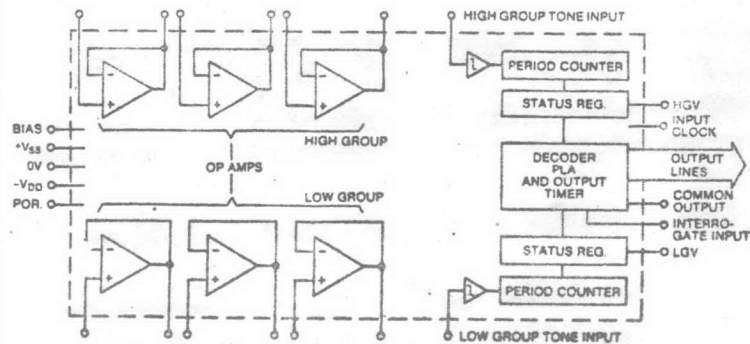 HIGH GROUP TONE INPUT
PERIOD COUNTER
STATUS REG.
HGV
INPUT
CLOCK
BIAS
+VSS
0V
-VDD
POR.
HIGH GROUP
OP AMPS
LOW GROUP
DECODER
PLA
AND OUTPUT
TIMER
OUTPUT
LINES
COMMON
OUTPUT
INTERRO-
GATE INPUT
STATUS REG.
LGV
PERIOD COUNTER
LOW GROUP TONE INPUT
- - -
+ + +
- - -
+ + +